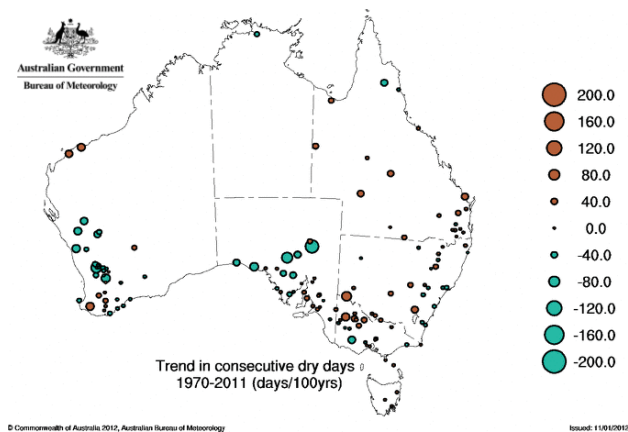 Australian Government
Bureau of Meteorology
200.0
160.0
120.0
80.0
40.0
0.0
-40.0
-80.0
-120.0
-160.0
-200.0
Trend in consecutive dry days
1970-2011 (days/100yrs)
© Commonwealth of Australia 2012, Australian Bureau of Meteorology
Issued: 11/01/2012